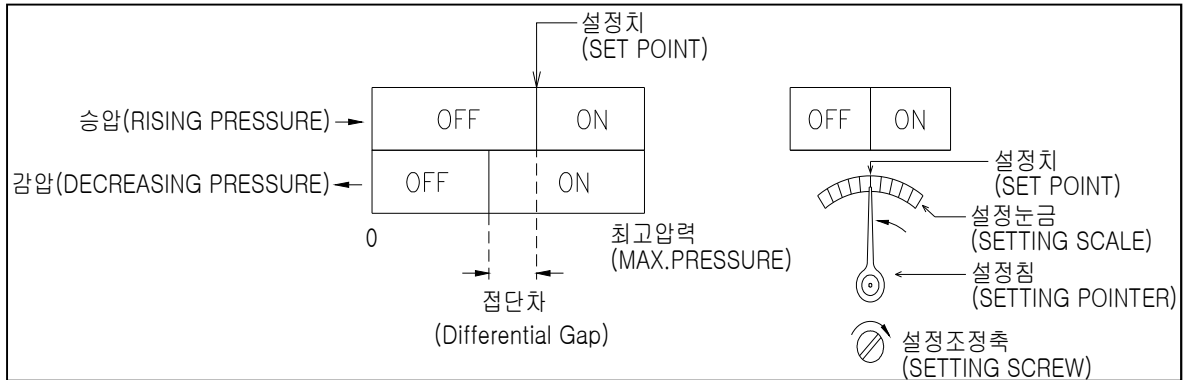 설정치
(SET POINT)
승압(RISING PRESSURE)
OFF
ON
감압(DECREASING PRESSURE)
OFF
ON
0
최고압력
(MAX.PRESSURE)
접단차
(Differential Gap)
OFF
ON
설정치
(SET POINT)
설정눈금
(SETTING SCALE)
설정침
(SETTING POINTER)
설정조정축
(SETTING SCREW)